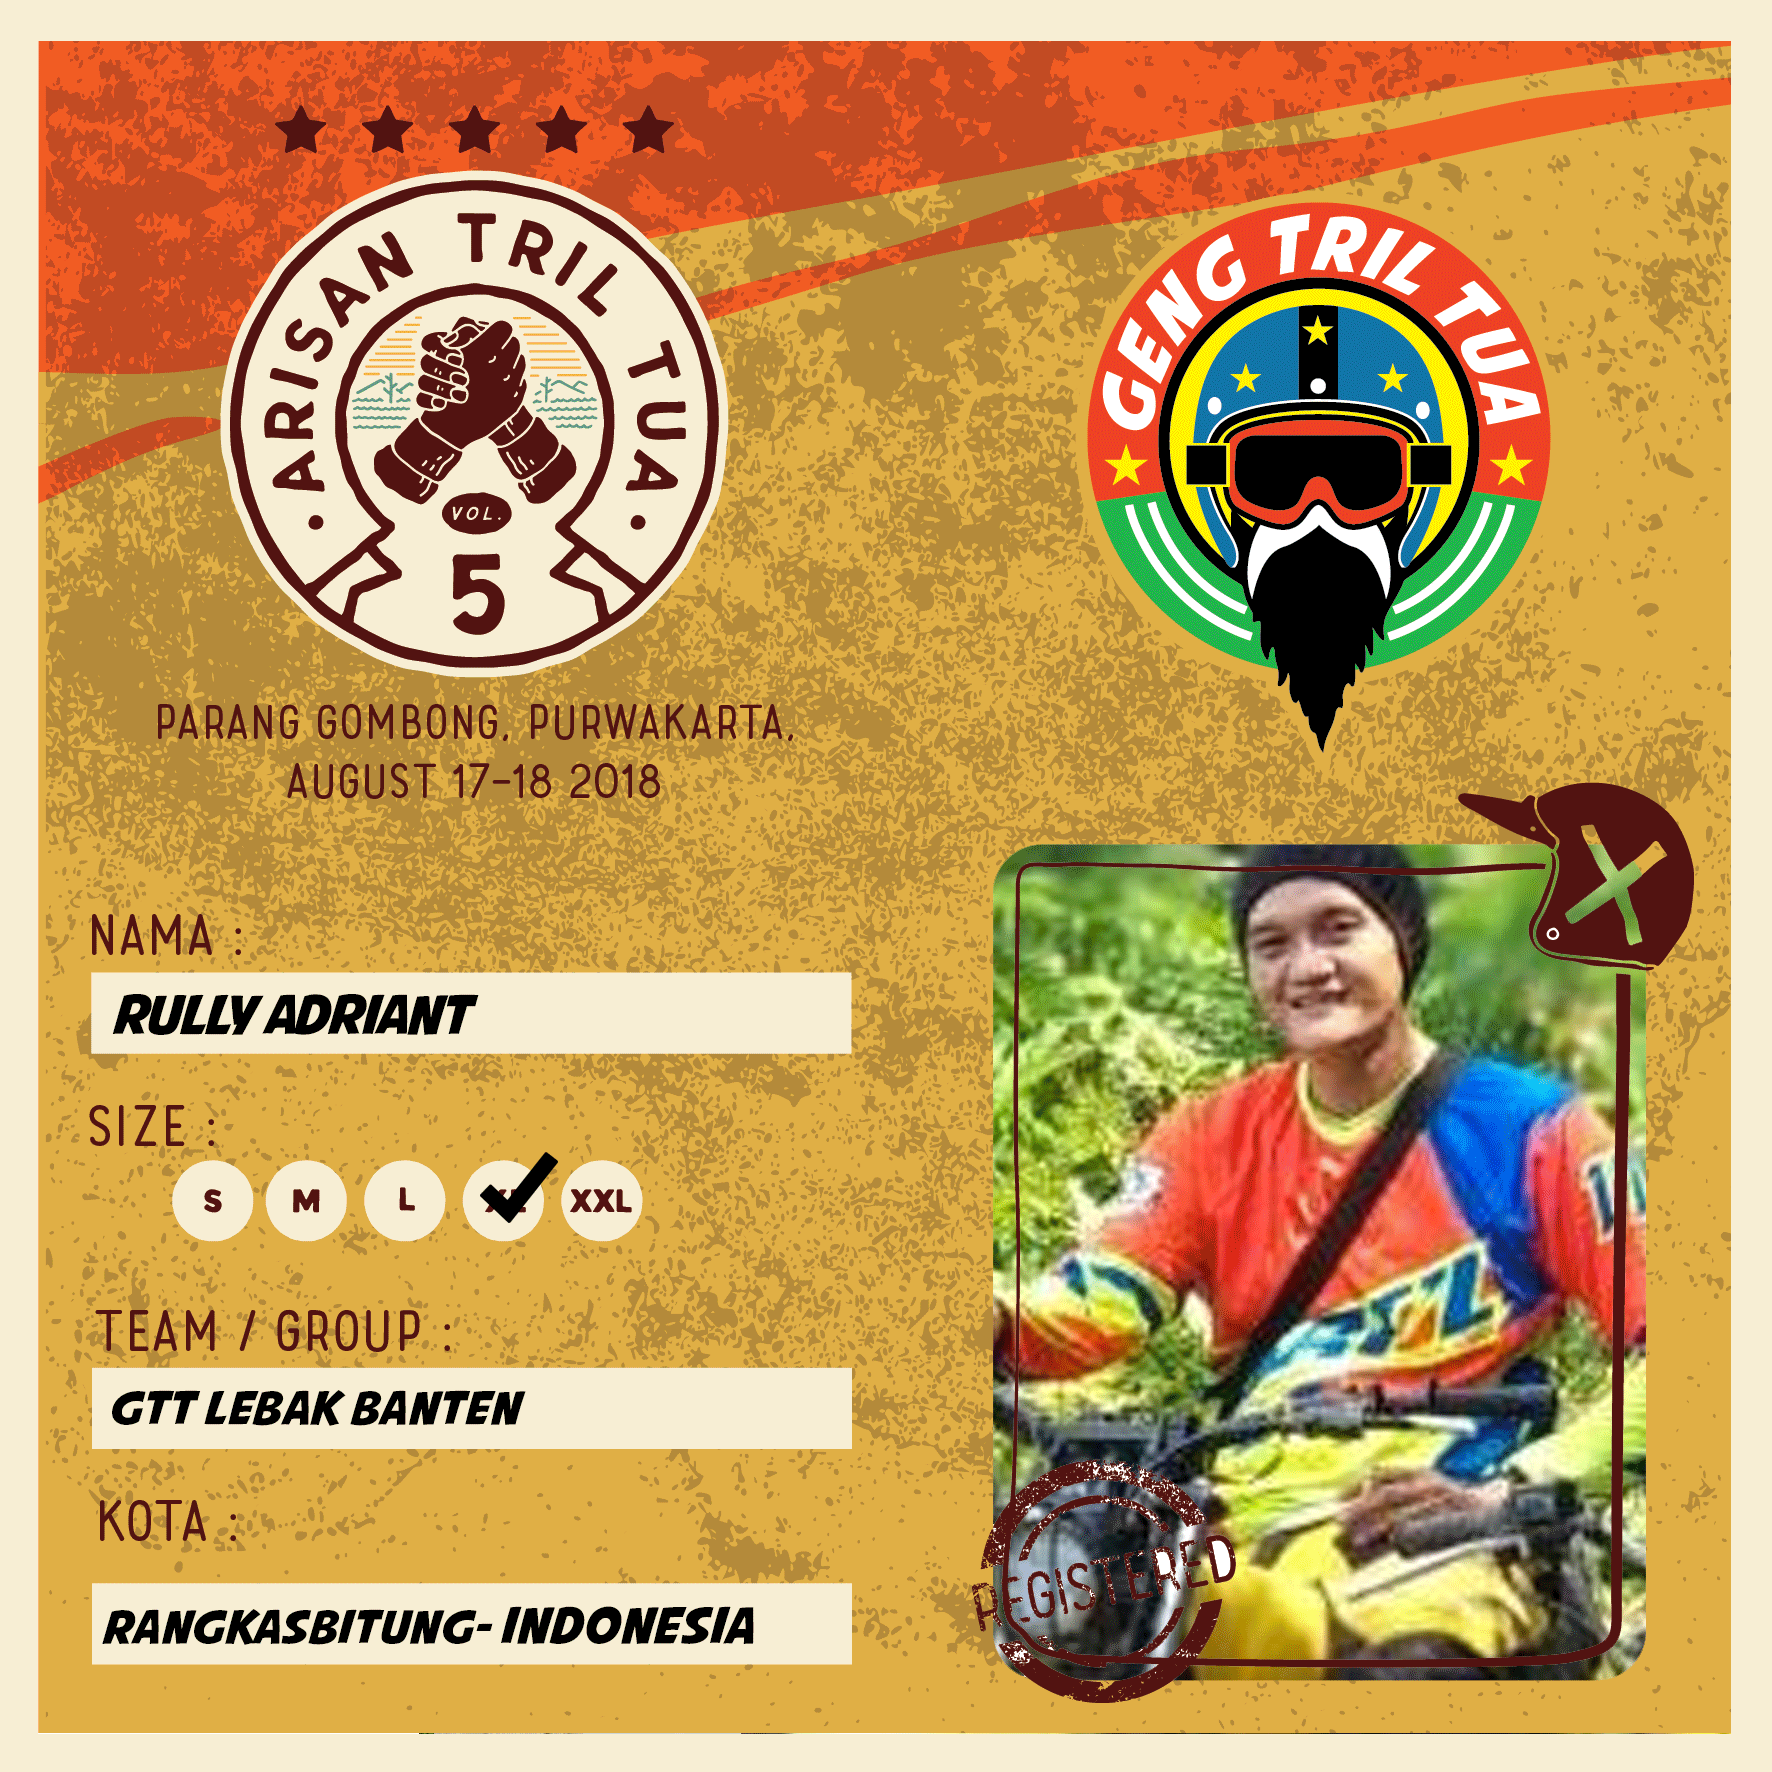 ARISAN TRIL TUA
VOL.
5
GENG TRIL TUA
PARANG GOMBONG, PURWAKARTA,
AUGUST 17-18 2018
NAMA :
RULLY ADRIANT
SIZE :
S M L XL XXL
TEAM / GROUP :
GTT LEBAK BANTEN
KOTA :
RANGKASBITUNG- INDONESIA
REGISTERED